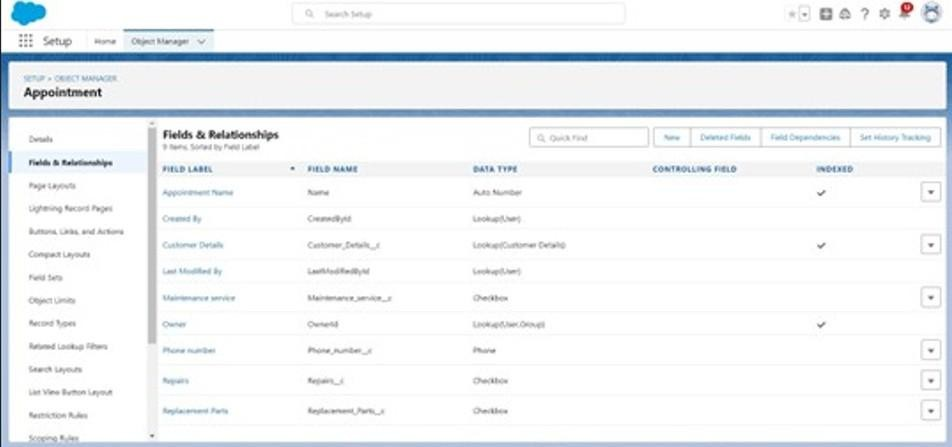 Search Setup
12
Setup Home Object Manager
SETUP > OBJECT MANAGER
Appointment
Details
Fields & Relationships
Page Layouts
Lightning Record Pages
Buttons, Links, and Actions
Compact Layouts
Field Sets
Object Limits
Record Types
Related Lookup Filters
Search Layouts
List View Button Layout
Restriction Rules
Scoping Rules
Fields & Relationships
9 Items, Sorted by Field Label
Quick Find
New Deleted Fields Field Dependencies Set History Tracking
FIELD LABEL FIELD NAME DATA TYPE CONTROLLING FIELD INDEXED
Appointment Name Name Auto Number
Created By CreatedById Lookup(User)
Customer Details Customer_Details__c Lookup(Customer Details)
Last Modified By LastModifiedById Lookup(User)
Maintenance service Maintenance_service__c Checkbox
Owner OwnerId Lookup(User,Group)
Phone number Phone_number__c Phone
Repairs Repairs__c Checkbox
Replacement Parts Replacement_Parts__c Checkbox